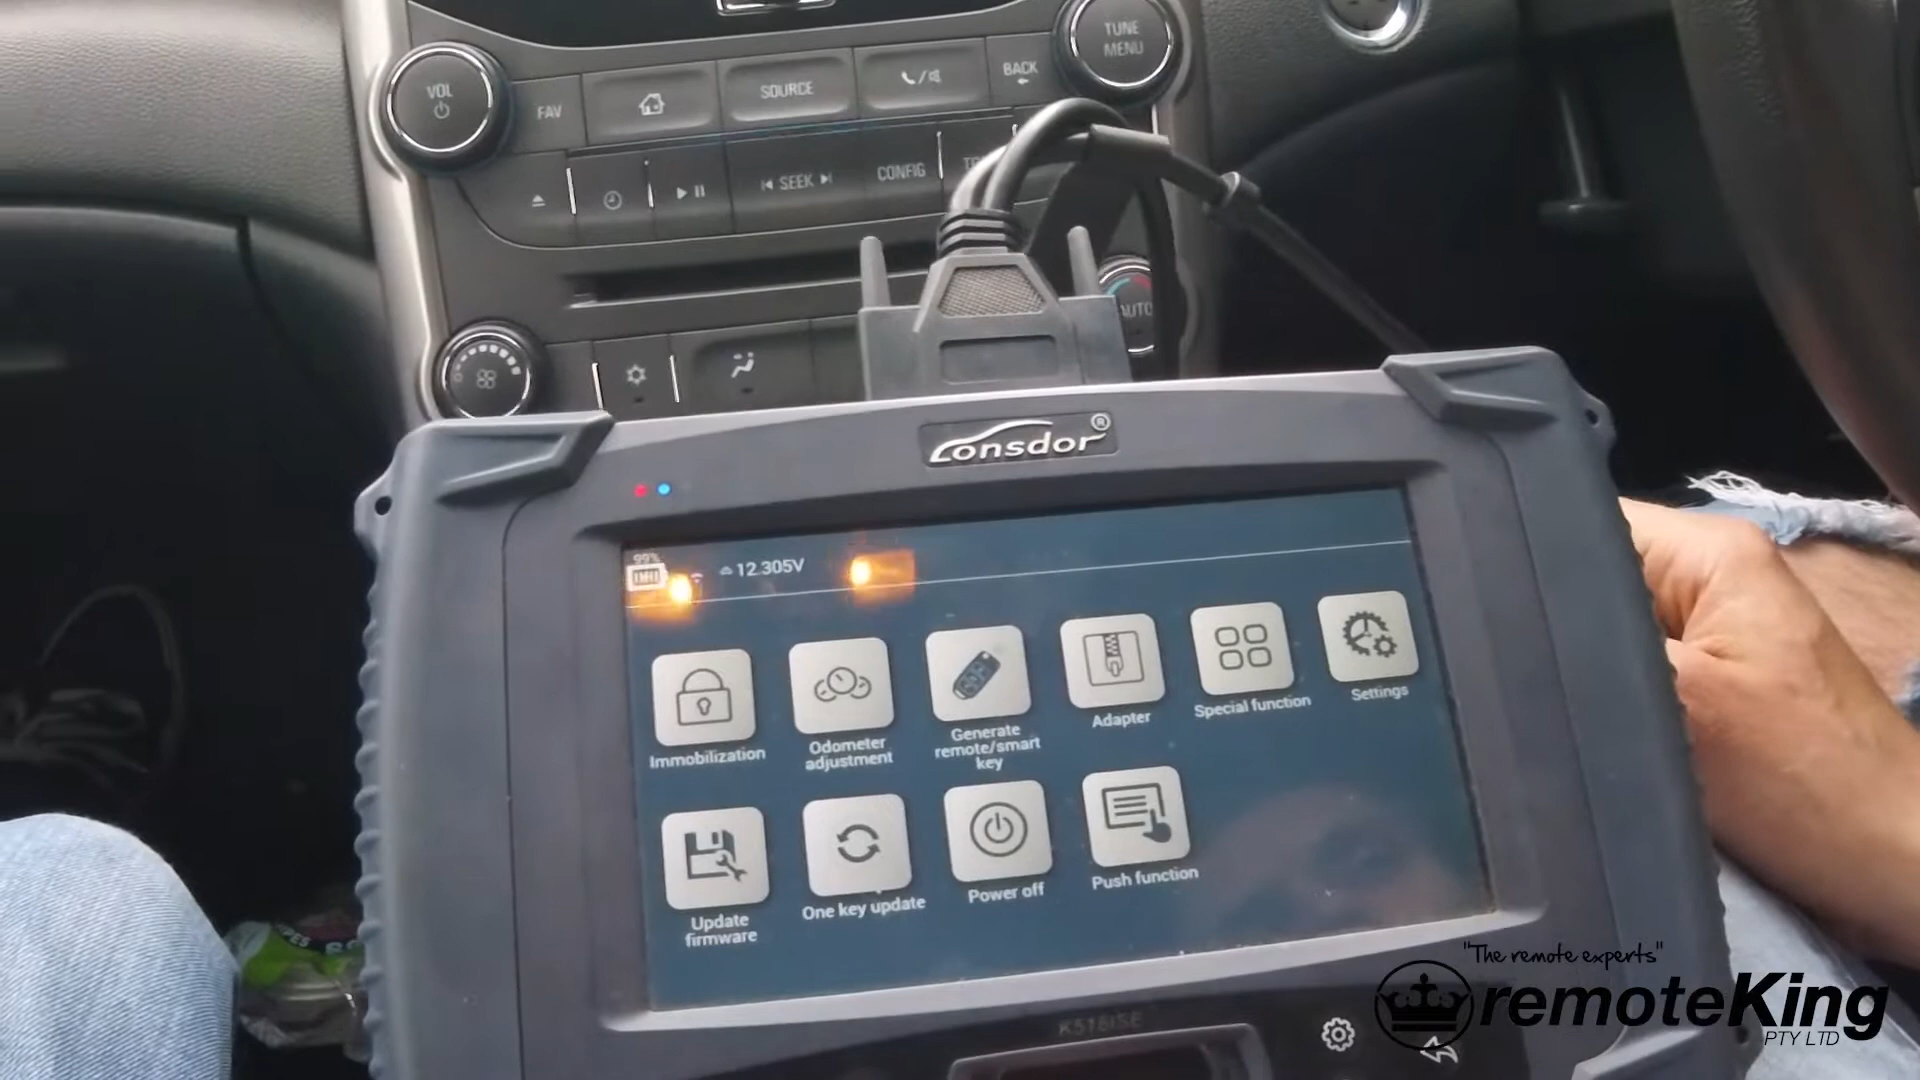 VOL
FAV
SOURCE
BACK
TUNE
MENU
SEEK
CONFIG
AUTO
Lonsdor®
99%
12.305V
Immobilization
Odometer
adjustment
Generate
remote/smart
key
Adapter
Special function
Settings
Update
firmware
One key update
Power off
Push function
K518ISE
"The remote experts"
remoteKing
PTY LTD